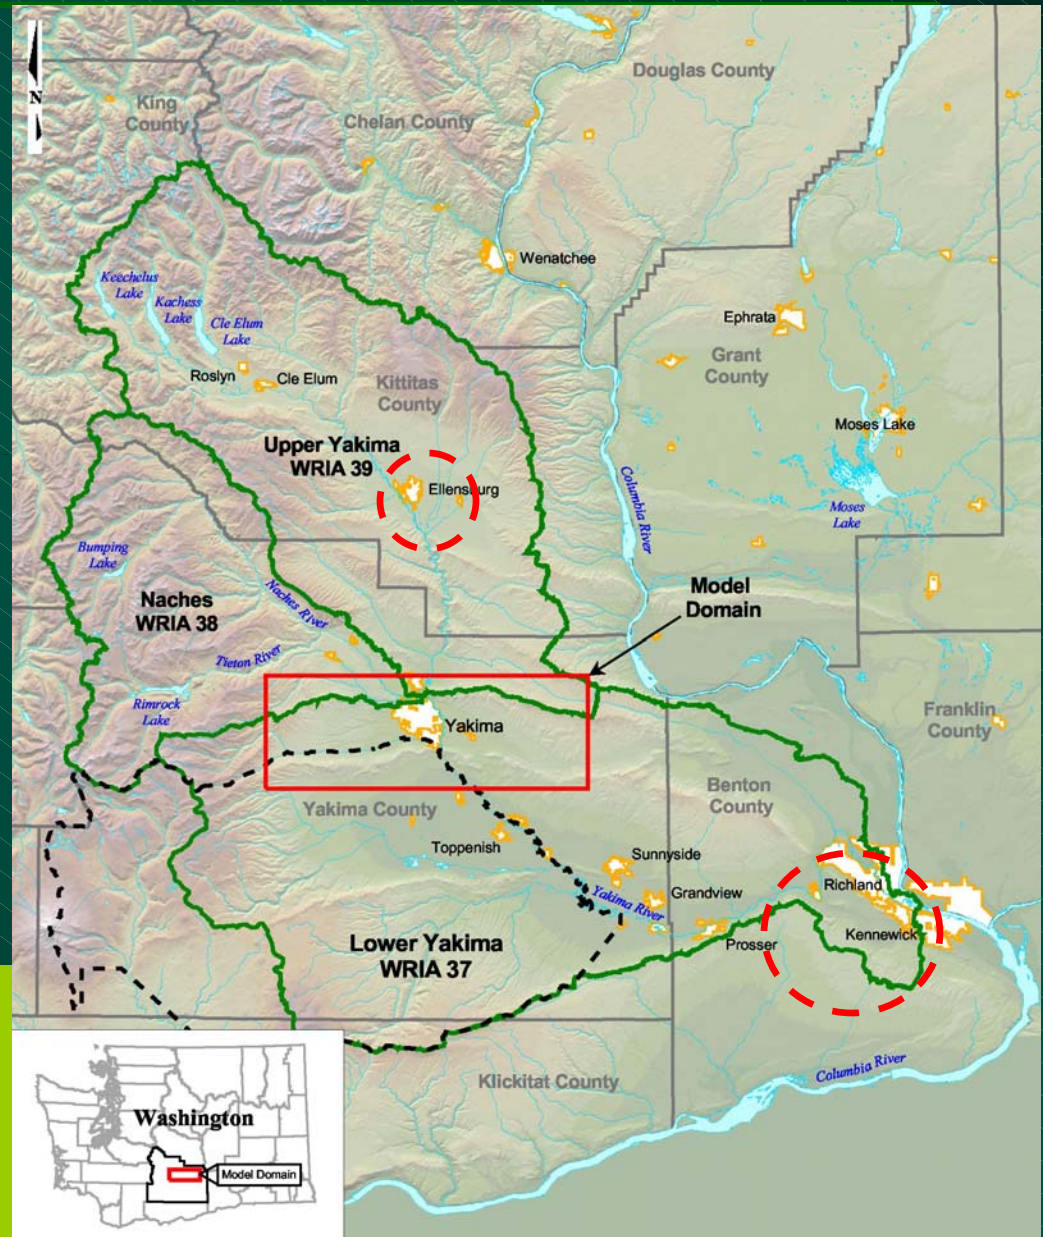 Douglas County
King
County
Chelan County
N
Wenatchee
Keechelus
Lake
Kachess
Lake
Cle Elum
Lake
Ephrata
Grant
County
Roslyn
Cle Elum
Kittitas
County
Moses Lake
Upper Yakima
WRIA 39
Ellensburg
Columbia River
Moses
Lake
Bumping
Lake
Model
Domain
Naches
WRIA 38
Naches River
Tieton River
Rimrock
Lake
Yakima
Franklin
County
Benton
County
Yakima County
Toppenish
Sunnyside
Richland
Grandview
Yakima River
Kennewick
Prosser
Lower Yakima
WRIA 37
Columbia River
Klickitat County
Washington
Model Domain